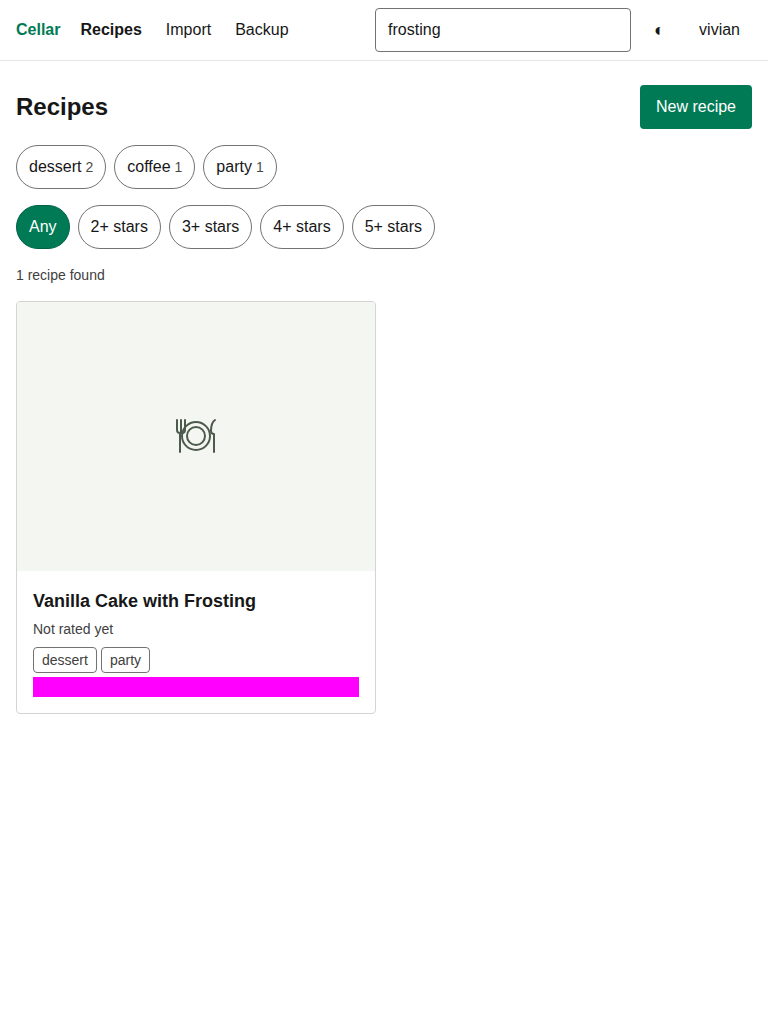 Cellar Recipes Import Backup frosting vivian
Recipes New recipe
dessert 2 coffee 1 party 1
Any 2+ stars 3+ stars 4+ stars 5+ stars
1 recipe found
Vanilla Cake with Frosting
Not rated yet
dessert party